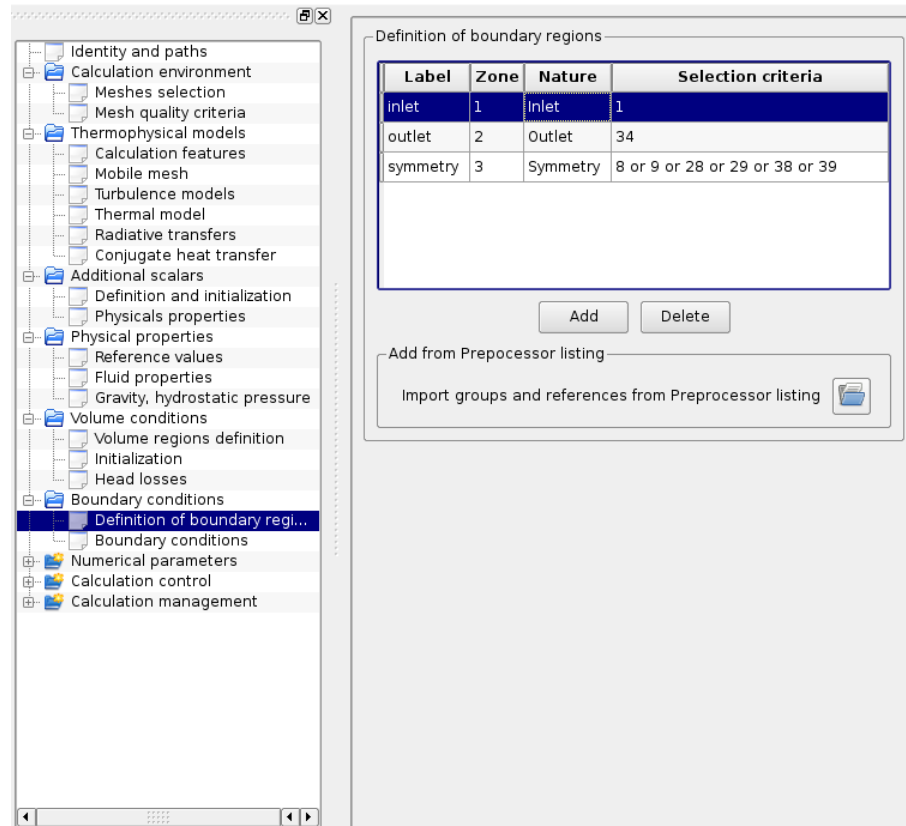 Identity and paths
Calculation environment
Meshes selection
Mesh quality criteria
Thermophysical models
Calculation features
Mobile mesh
Turbulence models
Thermal model
Radiative transfers
Conjugate heat transfer
Additional scalars
Definition and initialization
Physicals properties
Physical properties
Reference values
Fluid properties
Gravity, hydrostatic pressure
Volume conditions
Volume regions definition
Initialization
Head losses
Boundary conditions
Definition of boundary regi...
Boundary conditions
Numerical parameters
Calculation control
Calculation management
Definition of boundary regions
Label Zone Nature Selection criteria
inlet 1 Inlet 1
outlet 2 Outlet 34
symmetry 3 Symmetry 8 or 9 or 28 or 29 or 38 or 39
Add Delete
Add from Prepocessor listing
Import groups and references from Preprocessor listing